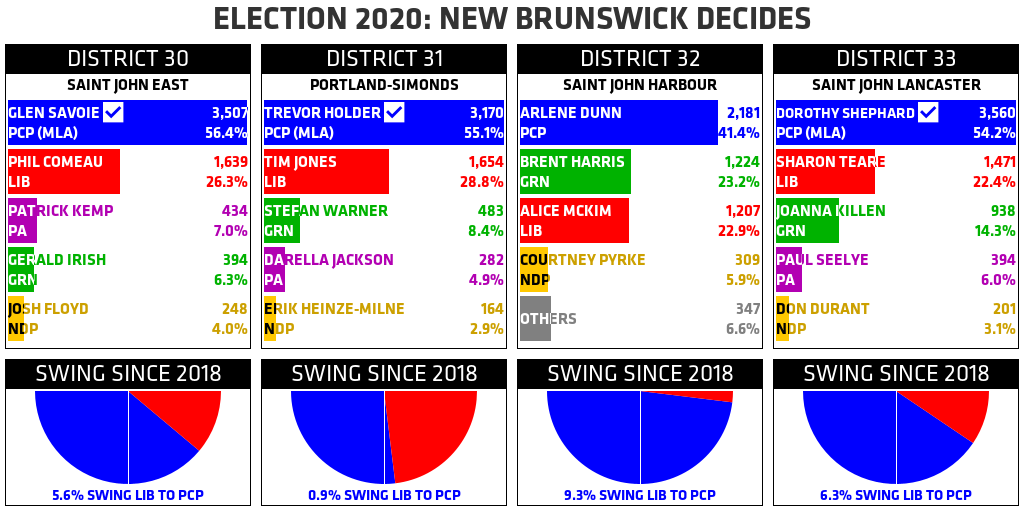 ELECTION 2020: NEW BRUNSWICK DECIDES
DISTRICT 30
SAINT JOHN EAST
GLEN SAVOIE 3,507
PCP (MLA) 56.4%
PHIL COMEAU 1,639
LIB 26.3%
PATRICK KEMP 434
PA 7.0%
GERALD IRISH 394
GRN 6.3%
JOSH FLOYD 248
NDP 4.0%
SWING SINCE 2018
5.6% SWING LIB TO PCP
DISTRICT 31
PORTLAND-SIMONDS
TREVOR HOLDER 3,170
PCP (MLA) 55.1%
TIM JONES 1,654
LIB 28.8%
STEFAN WARNER 483
GRN 8.4%
DARELLA JACKSON 282
PA 4.9%
ERIK HEINZE-MILNE 164
NDP 2.9%
SWING SINCE 2018
0.9% SWING LIB TO PCP
DISTRICT 32
SAINT JOHN HARBOUR
ARLENE DUNN 2,181
PCP 41.4%
BRENT HARRIS 1,224
GRN 23.2%
ALICE MCKIM 1,207
LIB 22.9%
COURTNEY PYRKE 309
NDP 5.9%
OTHERS 347
6.6%
SWING SINCE 2018
9.3% SWING LIB TO PCP
DISTRICT 33
SAINT JOHN LANCASTER
DOROTHY SHEPHARD 3,560
PCP (MLA) 54.2%
SHARON TEARE 1,471
LIB 22.4%
JOANNA KILLEN 938
GRN 14.3%
PAUL SEELYE 394
PA 6.0%
DON DURANT 201
NDP 3.1%
SWING SINCE 2018
6.3% SWING LIB TO PCP